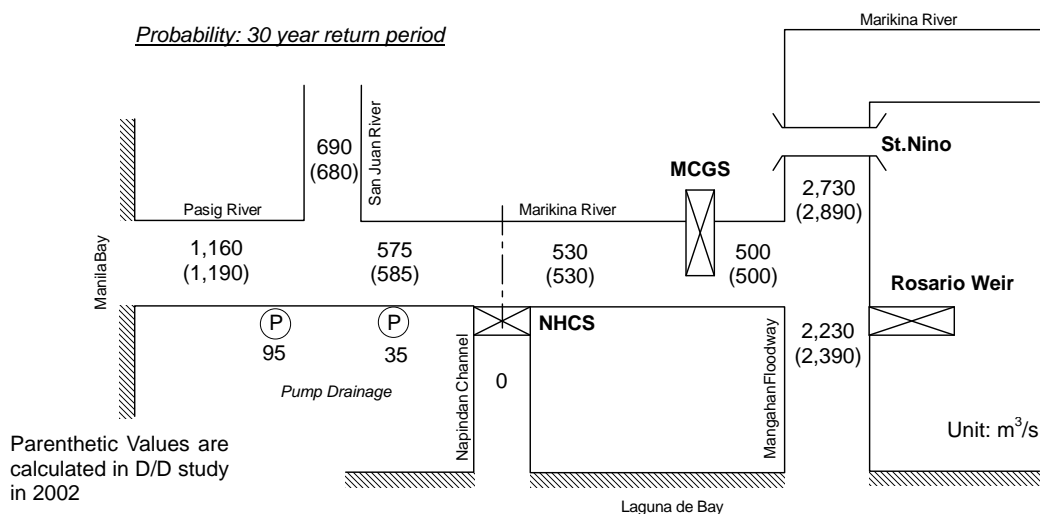 Marikina River
Probability: 30 year return period
St.Nino
690
(680)
San Juan River
MCGS
2,730
(2,890)
Pasig River
Marikina River
1,160
(1,190)
575
(585)
530
(530)
500
(500)
ManilaBay
Rosario Weir
P
P
NHCS
2,230
(2,390)
95
35
0
Pump Drainage
Napindan Channel
Mangahan Floodway
Unit: m³/s
Parenthetic Values are
calculated in D/D study
in 2002
Laguna de Bay